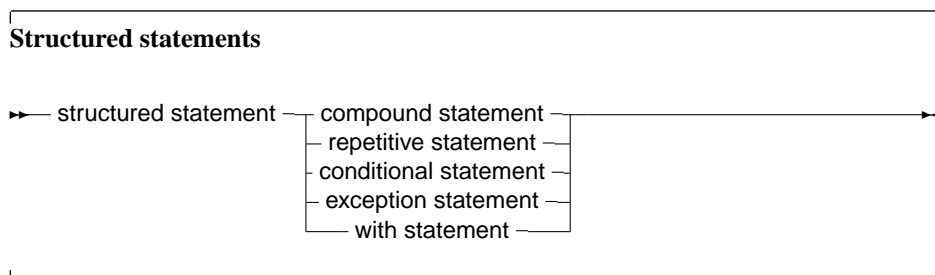 Structured statements
structured statement compound statement
repetitive statement
conditional statement
exception statement
with statement